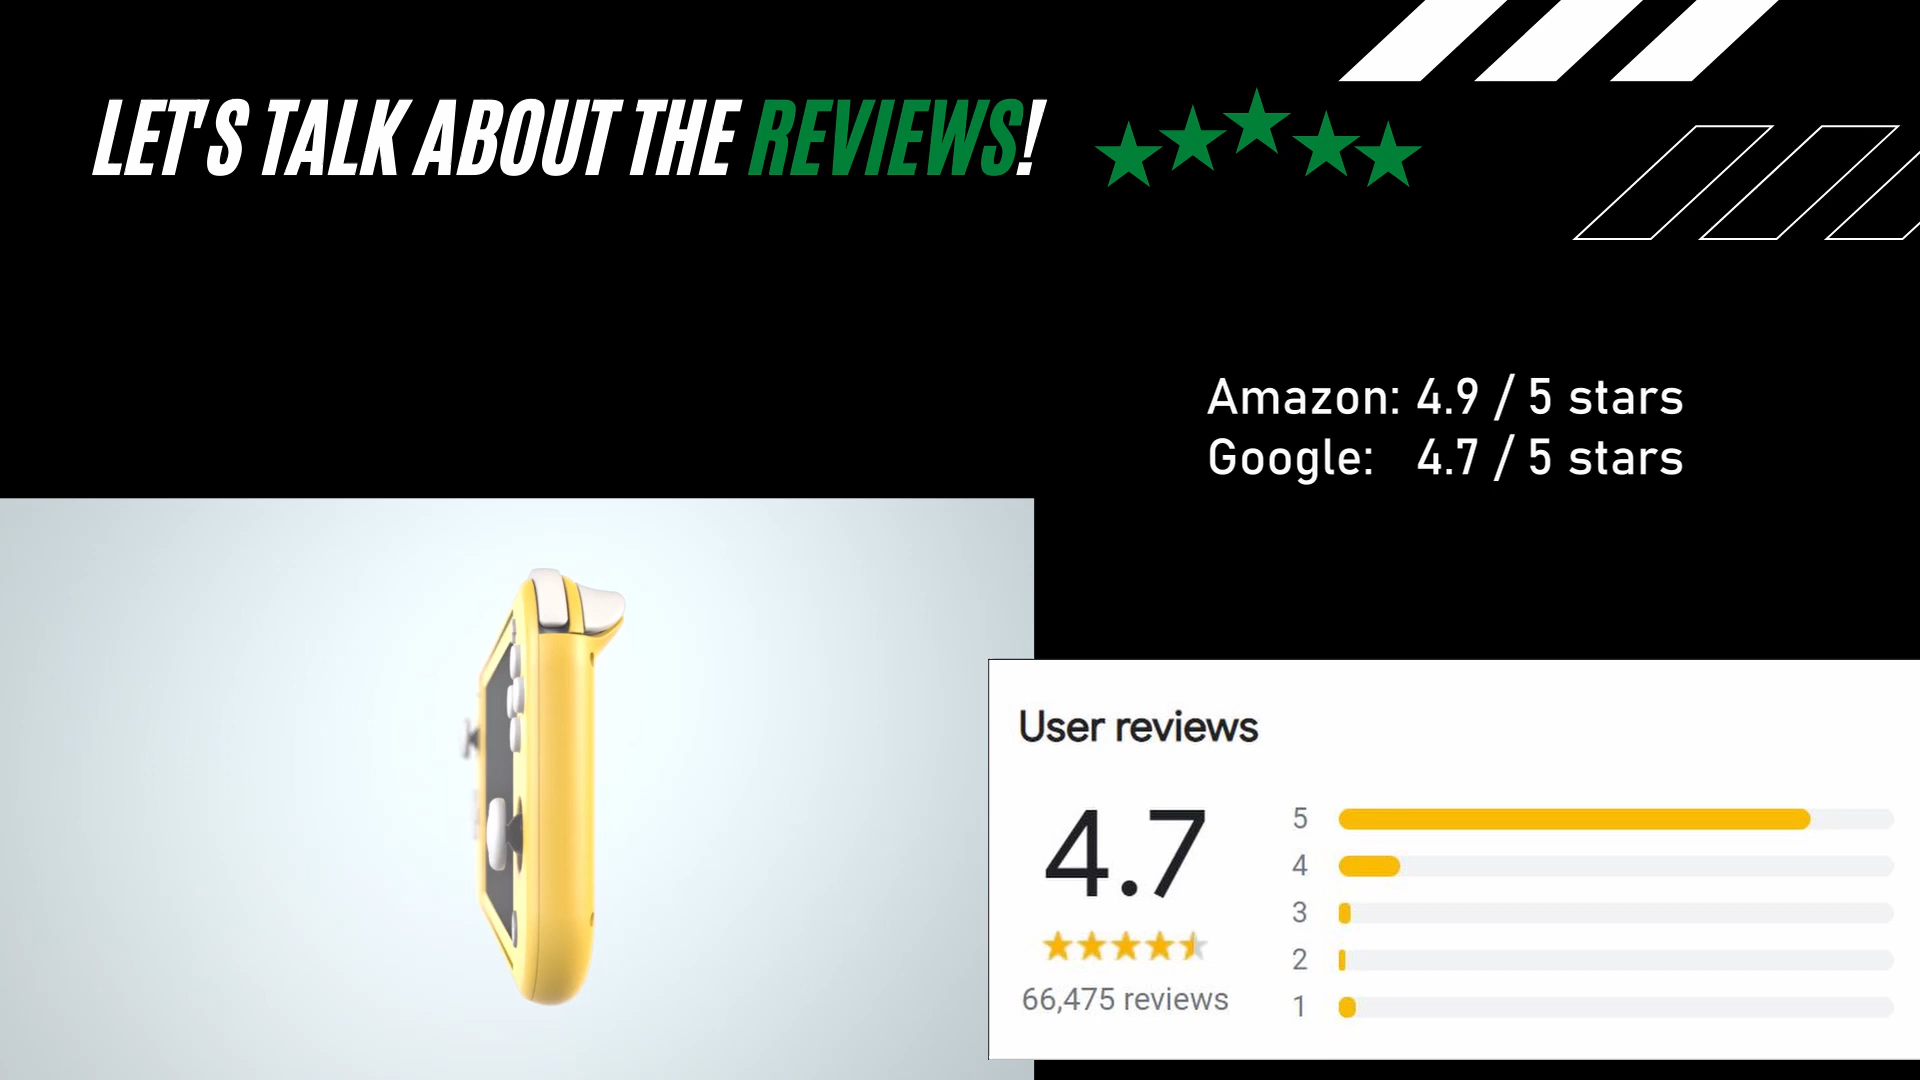 LET'S TALK ABOUT THE REVIEWS!
Amazon: 4.9 / 5 stars
Google: 4.7 / 5 stars
User reviews
4.7
66,475 reviews
5
4
3
2
1